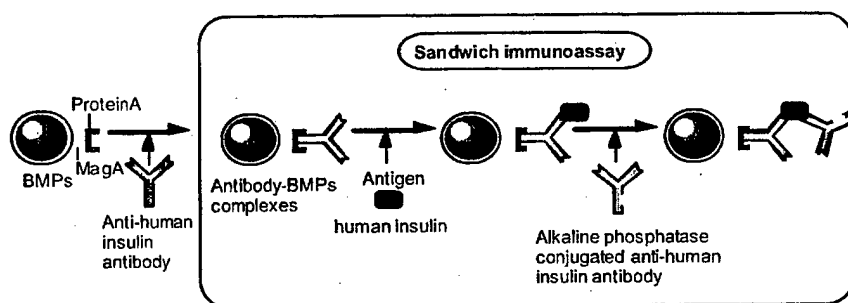 Sandwich immunoassay
ProteinA
MagA
BMPs
Anti-human
insulin
antibody
Antibody-BMPs
complexes
Antigen
human insulin
Alkaline phosphatase
conjugated anti-human
insulin antibody